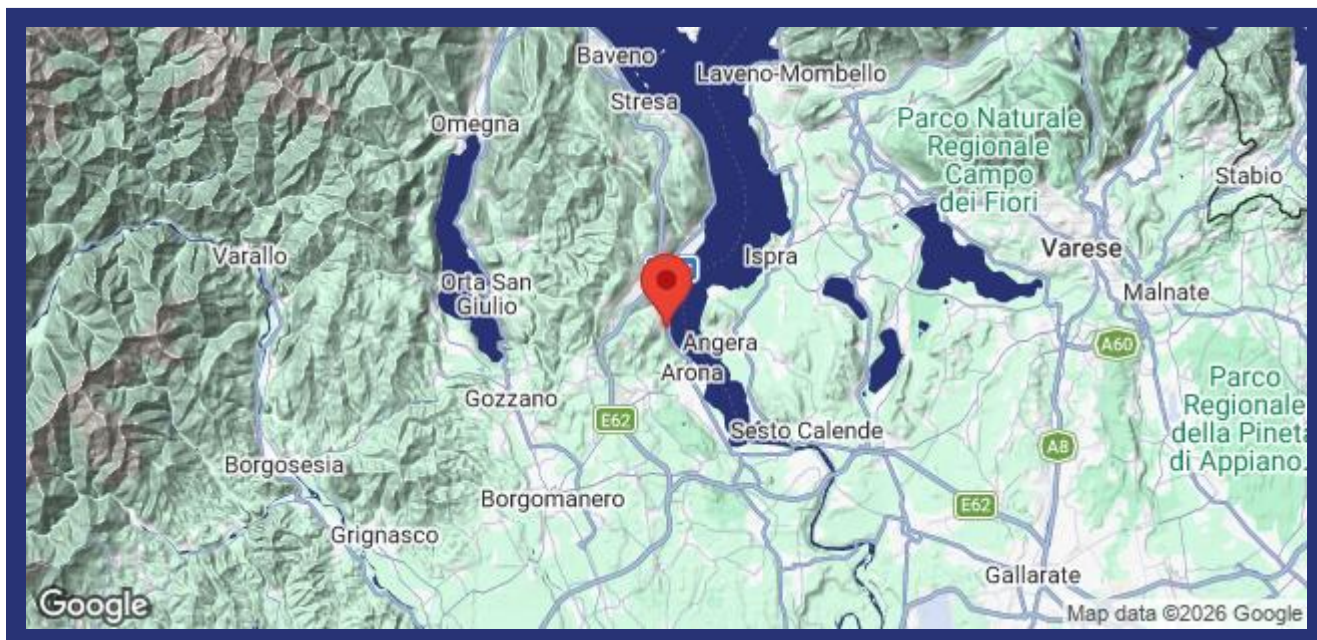 Baveno
Laveno-Mombello
Stresa
Omegna
Parco Naturale
Regionale
Campo
dei Fiori
Stabio
Varallo
Ispra
Varese
Orta San
Giulio
Malnate
Angera
A60
Arona
Gozzano
Parco
Regionale
della Pineta
di Appiano.
E62
Sesto Calende
A8
Borgosesia
Borgomanero
E62
Grignasco
Gallarate
Google
Map data ©2026 Google